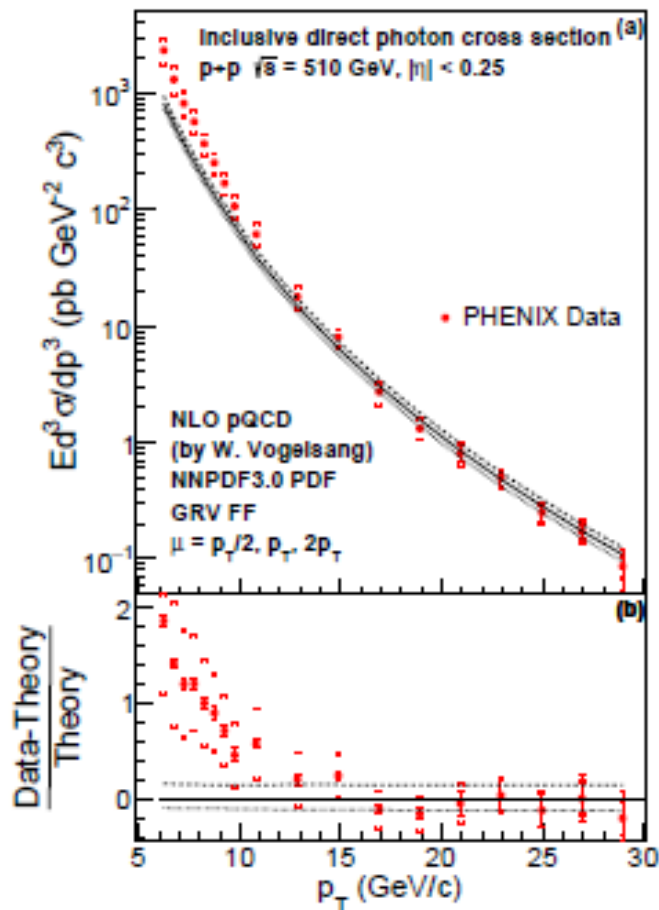 Inclusive direct photon cross section (a)
p+p √s = 510 GeV, |η| < 0.25
10³
10²
10
1
10⁻¹
Ed³σ/dp³ (pb GeV⁻² c³)
PHENIX Data
NLO pQCD
(by W. Vogelsang)
NNPDF3.0 PDF
GRV FF
μ = p_T/2, p_T, 2p_T
(b)
2
1
0
Data-Theory
Theory
5 10 15 20 25 30
p_T (GeV/c)